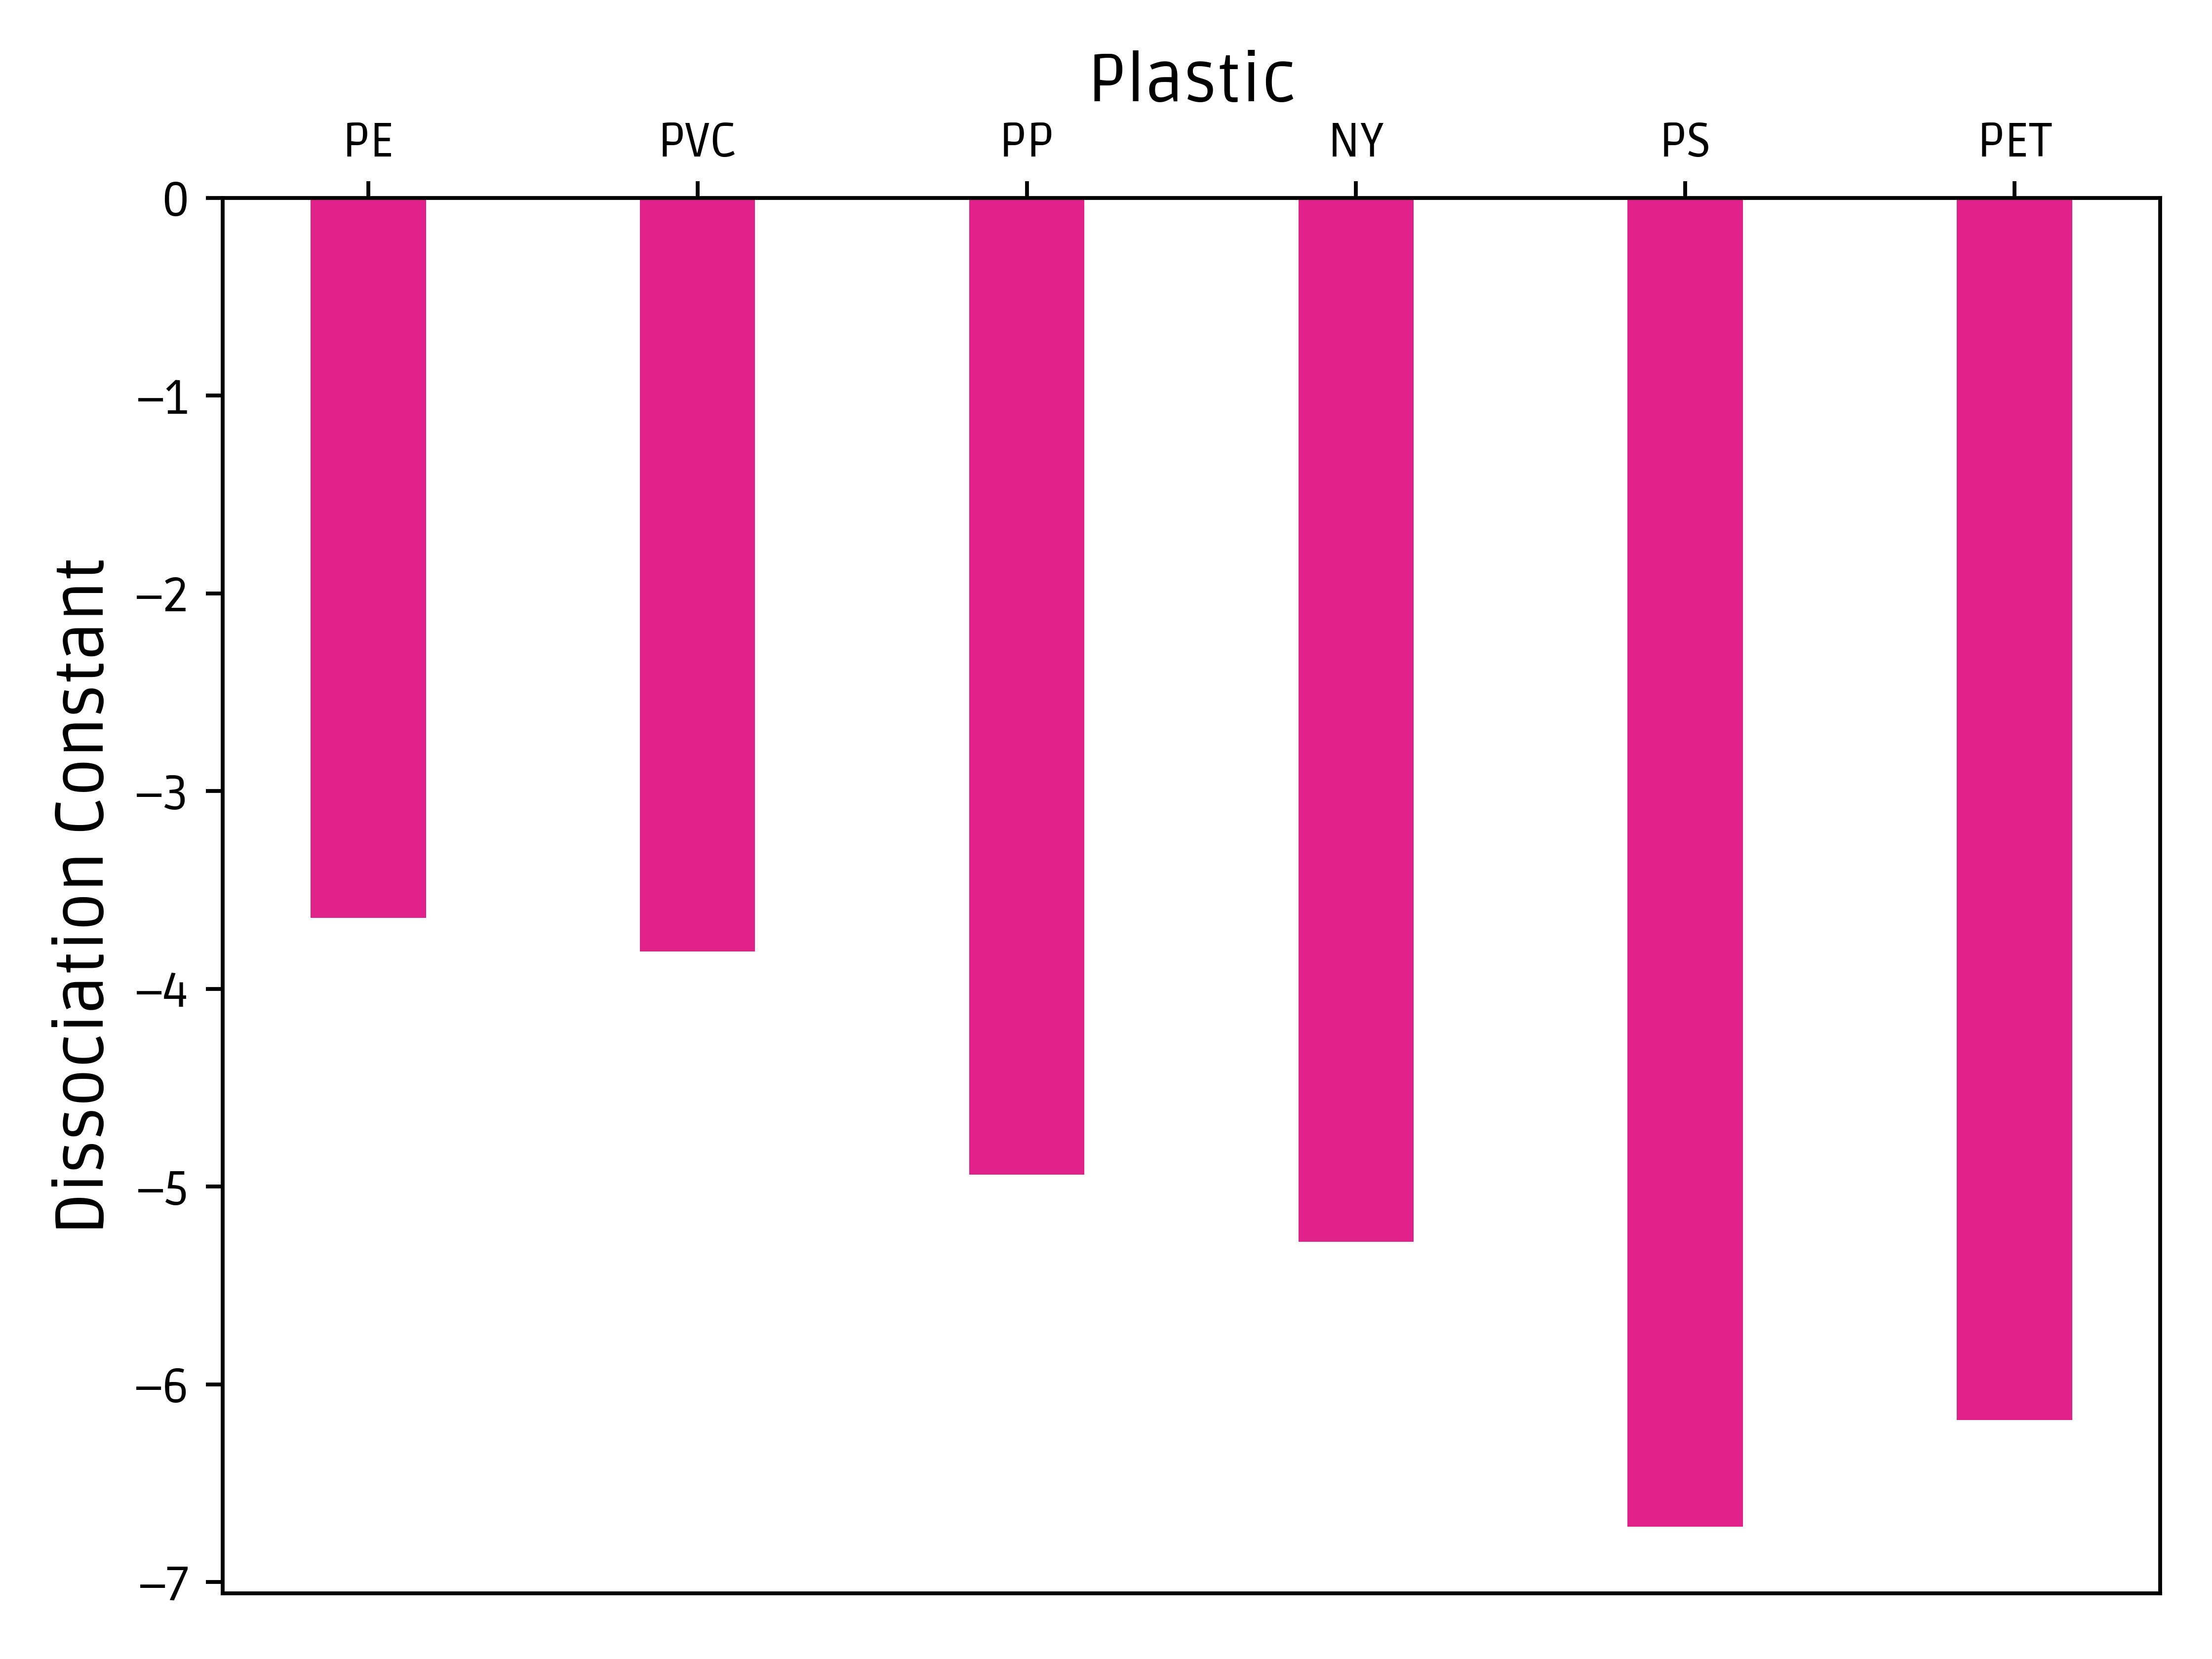 Plastic
PE PVC PP NY PS PET
0
−1
−2
−3
−4
−5
−6
−7
Dissociation Constant